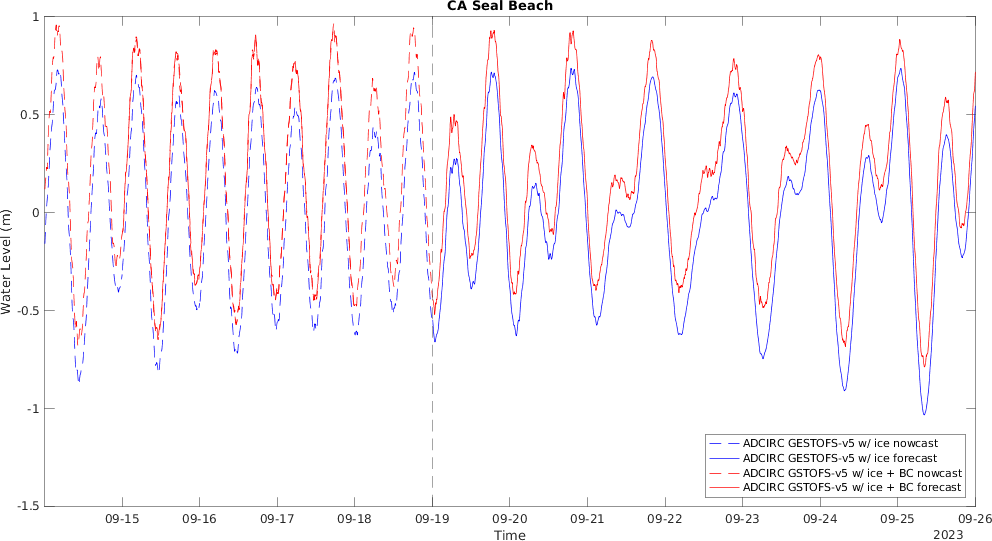 CA Seal Beach
1
0.5
0
-0.5
-1
-1.5
Water Level (m)
ADCIRC GESTOFS-v5 w/ ice nowcast
ADCIRC GESTOFS-v5 w/ ice forecast
ADCIRC GSTOFS-v5 w/ ice + BC nowcast
ADCIRC GSTOFS-v5 w/ ice + BC forecast
09-15 09-16 09-17 09-18 09-19 09-20 09-21 09-22 09-23 09-24 09-25 09-26
Time
2023